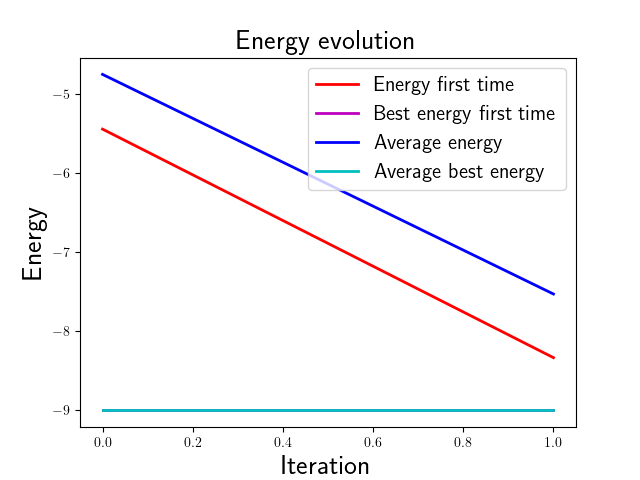 Energy evolution
Energy first time
Best energy first time
Average energy
Average best energy
Energy
−5
−6
−7
−8
−9
0.0 0.2 0.4 0.6 0.8 1.0
Iteration